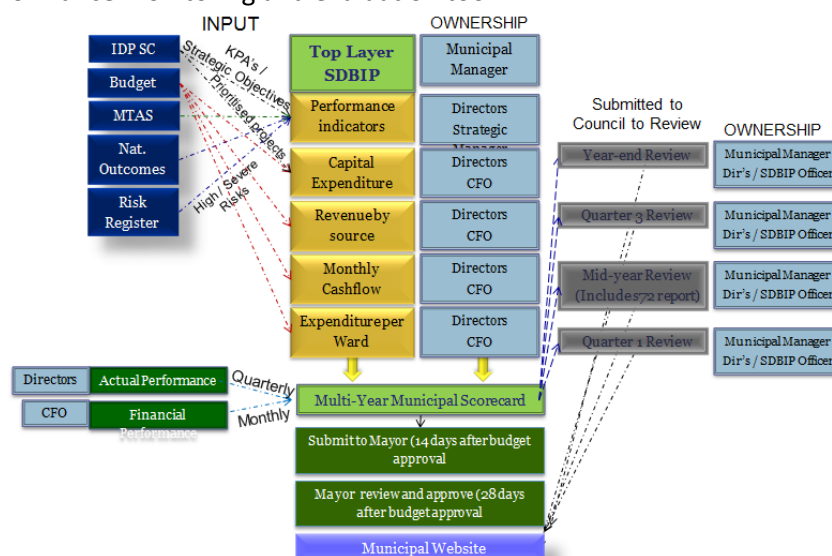 INPUT
OWNERSHIP
IDP SC
Budget
MTAS
Nat.
Outcomes
Risk
Register
KPA's /
Strategic Objectives
Prioritised projects
High / Severe
Risks
Top Layer
SDBIP
Municipal
Manager
Performance
indicators
Directors
Strategic
Capital
Expenditure
Directors
CFO
Revenueby
source
Directors
CFO
Monthly
Cashflow
Directors
CFO
Expenditureper
Ward
Directors
CFO
Submitted to
Council to Review
OWNERSHIP
Year-end Review
Municipal Manager
Dir's / SDBIP Officer
Quarter 3 Review
Municipal Manager
Dir's / SDBIP Officer
Mid-year Review
(Include s72 report)
Municipal Manager
Dir's / SDBIP Officer
Quarter 1 Review
Municipal Manager
Dir's / SDBIP Officer
Directors
Actual Performance
Quarterly
CFO
Financial
Performance
Monthly
Multi-Year Municipal Scorecard
Submit to Mayor (14 days after budget
approval
Mayor review and approve (28 days
after budget approval
Municipal Website